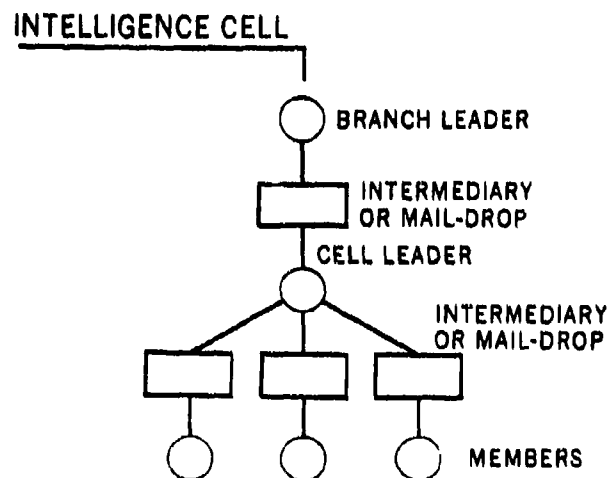 INTELLIGENCE CELL
BRANCH LEADER
INTERMEDIARY
OR MAIL-DROP
CELL LEADER
INTERMEDIARY
OR MAIL-DROP
MEMBERS